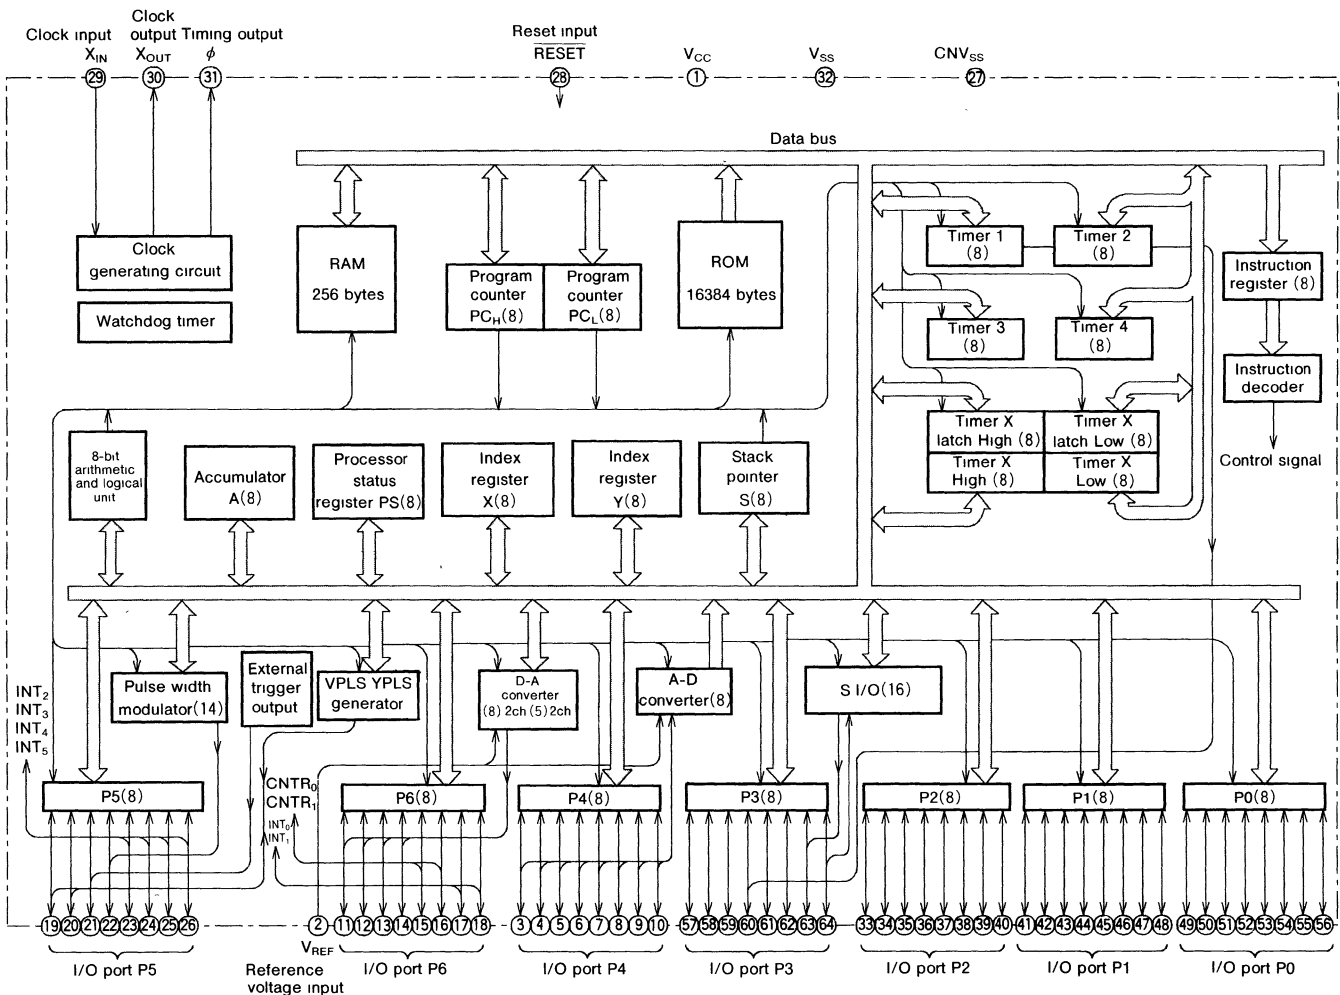 Clock input
X_IN
29
Clock
output
X_OUT
30
Timing output
ϕ
31
Reset input
RESET
28
V_CC
1
V_SS
32
CNV_SS
27
Data bus
Clock
generating circuit
Watchdog timer
RAM
256 bytes
Program
counter
PC_H(8)
Program
counter
PC_L(8)
ROM
16384 bytes
Timer 1
(8)
Timer 2
(8)
Timer 3
(8)
Timer 4
(8)
Timer X
latch High (8)
Timer X
latch Low (8)
Timer X
High (8)
Timer X
Low (8)
Instruction
register (8)
Instruction
decoder
Control signal
8-bit
arithmetic
and logical
unit
Accumulator
A(8)
Processor
status
register PS(8)
Index
register
X(8)
Index
register
Y(8)
Stack
pointer
S(8)
INT2
INT3
INT4
INT5
Pulse width
modulator(14)
External
trigger
output
VPLS YPLS
generator
D-A
converter
(8) 2ch (5) 2ch
A-D
converter(8)
S I/O(16)
CNTR0
CNTR1
INT0
INT1
P5(8)
P6(8)
P4(8)
P3(8)
P2(8)
P1(8)
P0(8)
19 20 21 22 23 24 25 26
2
11 12 13 14 15 16 17 18
3 4 5 6 7 8 9 10
57 58 59 60 61 62 63 64
33 34 35 36 37 38 39 40
41 42 43 44 45 46 47 48
49 50 51 52 53 54 55 56
V_REF
Reference
voltage input
I/O port P5
I/O port P6
I/O port P4
I/O port P3
I/O port P2
I/O port P1
I/O port P0